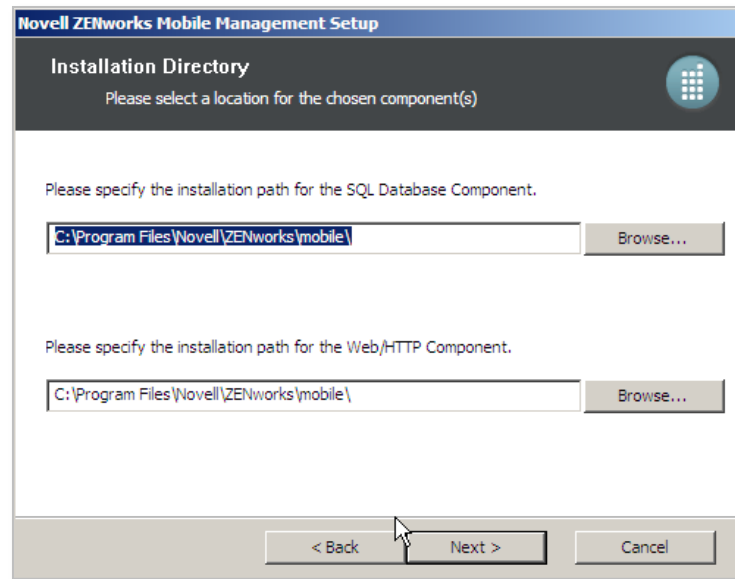 Novell ZENworks Mobile Management Setup
Installation Directory
Please select a location for the chosen component(s)
Please specify the installation path for the SQL Database Component.
C:\Program Files\Novell\ZENworks\mobile\
Browse...
Please specify the installation path for the Web/HTTP Component.
C:\Program Files\Novell\ZENworks\mobile\
Browse...
< Back
Next >
Cancel